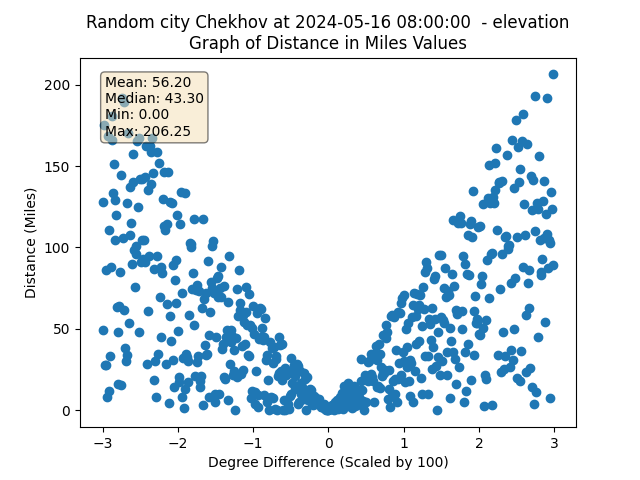 Random city Chekhov at 2024-05-16 08:00:00  - elevation
Graph of Distance in Miles Values
Mean: 56.20
Median: 43.30
Min: 0.00
Max: 206.25
Distance (Miles)
200
150
100
50
0
−3 −2 −1 0 1 2 3
Degree Difference (Scaled by 100)